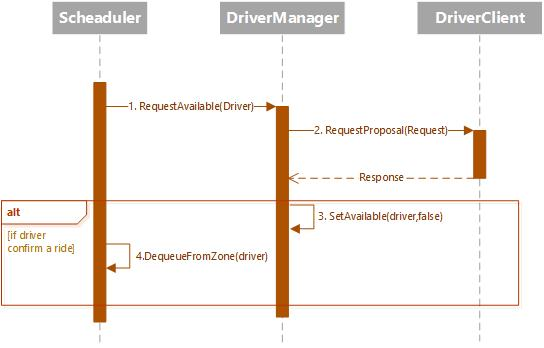 Scheaduler
DriverManager
DriverClient
1. RequestAvailable(Driver)
2. RequestProposal(Request)
Response
alt
[if driver
confirm a ride]
3. SetAvailable(driver,false)
4.DequeueFromZone(driver)